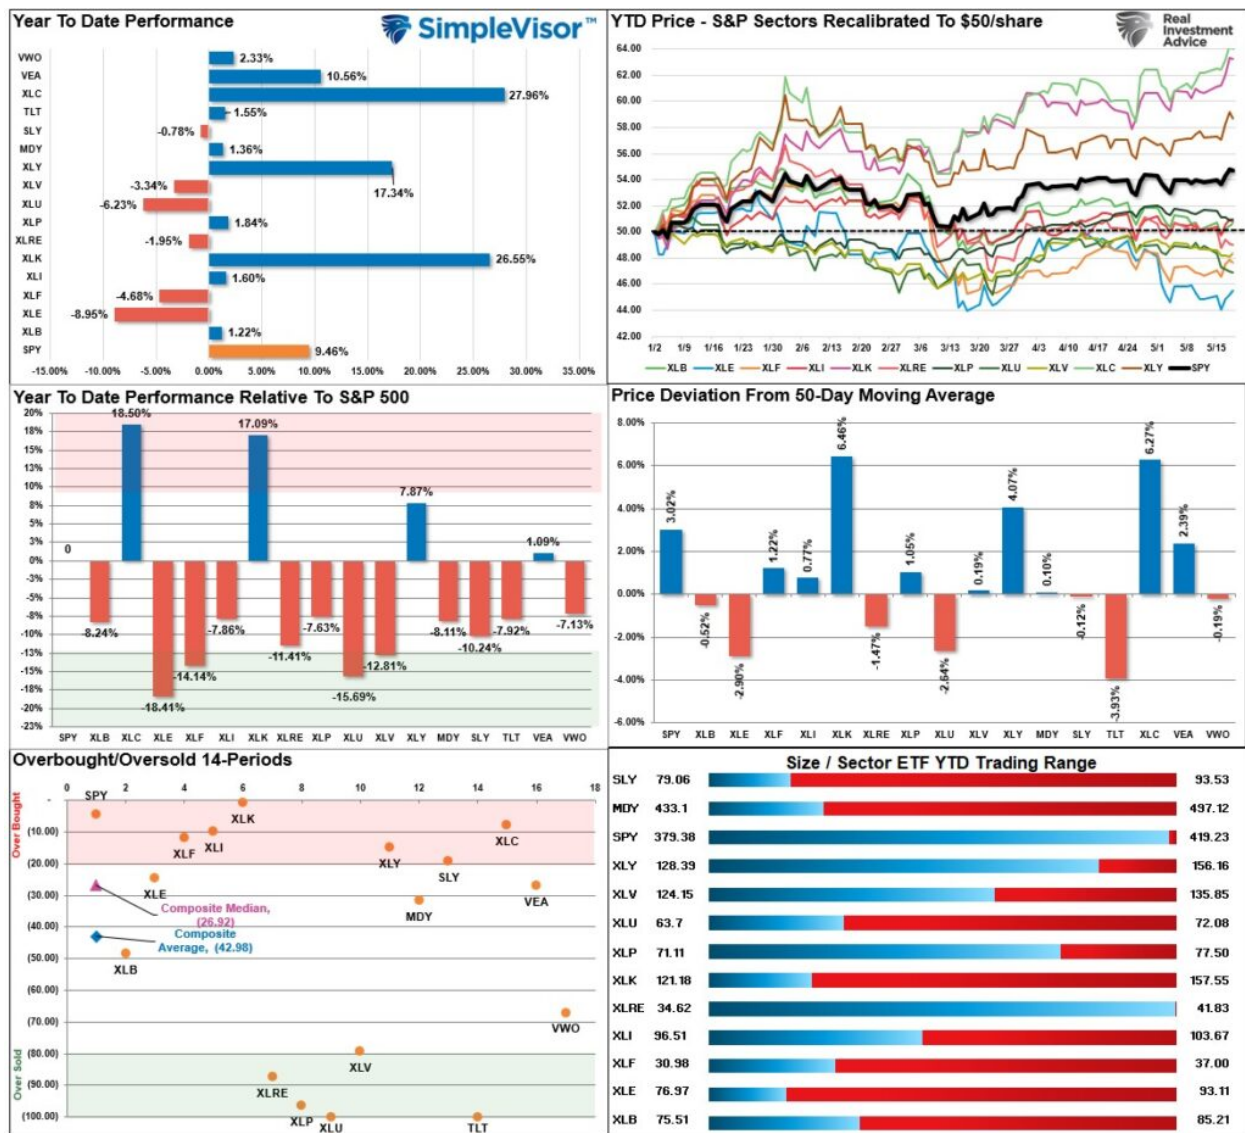 Year To Date Performance
SimpleVisor™
VWO 2.33%
VEA 10.56%
XLC 27.96%
TLT 1.55%
SLY -0.78%
MDY 1.36%
XLY 17.34%
XLV -3.34%
XLU -6.23%
XLP 1.84%
XLRE -1.95%
XLK 26.55%
XLI 1.60%
XLF -4.68%
XLE -8.95%
XLB 1.22%
SPY 9.46%
-15.00% -10.00% -5.00% 0.00% 5.00% 10.00% 15.00% 20.00% 25.00% 30.00% 35.00%
YTD Price - S&P Sectors Recalibrated To $50/share
Real
Investment
Advice
64.00
62.00
60.00
58.00
56.00
54.00
52.00
50.00
48.00
46.00
44.00
42.00
1/2 1/9 1/16 1/23 1/30 2/6 2/13 2/20 2/27 3/6 3/13 3/20 3/27 4/3 4/10 4/17 4/24 5/1 5/8 5/15
XLB XLE XLF XLI XLK XLRE XLP XLU XLV XLC XLY SPY
Year To Date Performance Relative To S&P 500
20%
18%
15%
13%
10%
8%
5%
3%
0%
-3%
-5%
-8%
-10%
-13%
-15%
-18%
-20%
-23%
0 -8.24% 18.50% -18.41% -14.14% -7.86% 17.09% -11.41% -7.63% -15.69% -12.81% 7.87% -8.11% -10.24% -7.92% 1.09% -7.13%
SPY XLB XLC XLE XLF XLI XLK XLRE XLP XLU XLV XLY MDY SLY TLT VEA VWO
Price Deviation From 50-Day Moving Average
8.00%
6.00%
4.00%
2.00%
0.00%
-2.00%
-4.00%
-6.00%
3.02% -0.52% -2.90% 1.22% 0.77% 6.46% -1.47% 1.05% -2.64% 0.19% 4.07% 0.10% -0.12% -3.93% 6.27% 2.39% -0.19%
SPY XLB XLE XLF XLI XLK XLRE XLP XLU XLV XLY MDY SLY TLT XLC VEA VWO
Overbought/Oversold 14-Periods
0 2 4 6 8 10 12 14 16 18
Over Bought
Over Sold
-
(10.00)
(20.00)
(30.00)
(40.00)
(50.00)
(60.00)
(70.00)
(80.00)
(90.00)
(100.00)
SPY
XLK
XLC
XLI
XLF
XLY
SLY
XLE
VEA
MDY
Composite Median,
(26.92)
Composite
Average, (42.98)
XLB
VWO
XLV
XLRE
XLP
XLU
TLT
Size / Sector ETF YTD Trading Range
SLY 79.06 93.53
MDY 433.1 497.12
SPY 379.38 419.23
XLY 128.39 156.16
XLV 124.15 135.85
XLU 63.7 72.08
XLP 71.11 77.50
XLK 121.18 157.55
XLRE 34.62 41.83
XLI 96.51 103.67
XLF 30.98 37.00
XLE 76.97 93.11
XLB 75.51 85.21